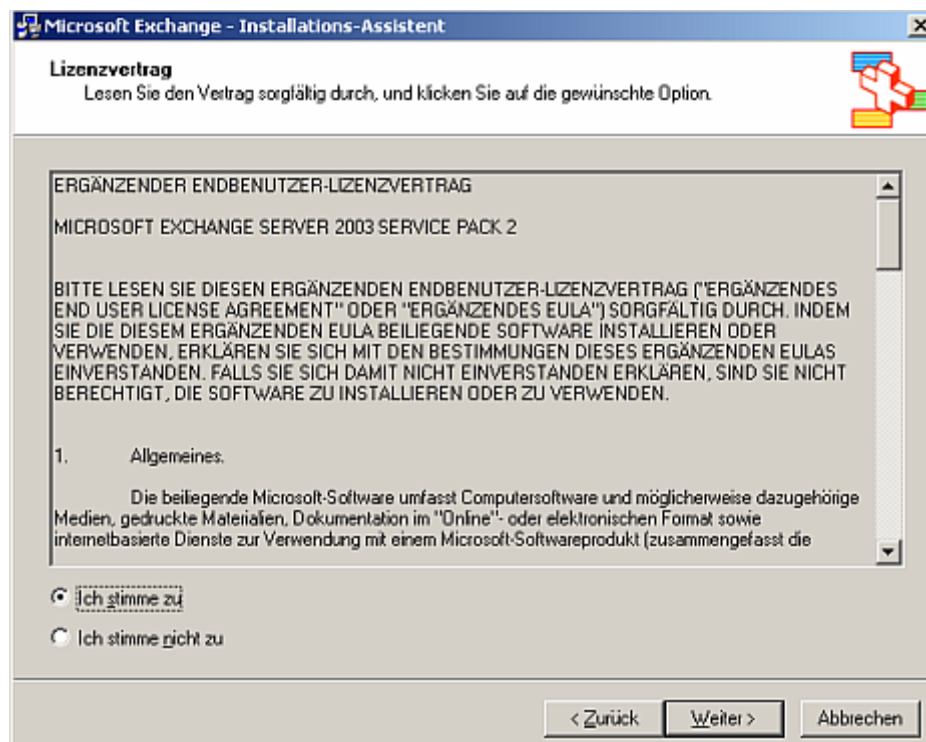 Microsoft Exchange - Installations-Assistent
Lizenzvertrag
Lesen Sie den Vertrag sorgfältig durch, und klicken Sie auf die gewünschte Option.
ERGÄNZENDER ENDBENUTZER-LIZENZVERTRAG
MICROSOFT EXCHANGE SERVER 2003 SERVICE PACK 2
BITTE LESEN SIE DIESEN ERGÄNZENDEN ENDBENUTZER-LIZENZVERTRAG ("ERGÄNZENDES
END USER LICENSE AGREEMENT" ODER "ERGÄNZENDES EULA") SORGFÄLTIG DURCH. INDEM
SIE DIE DIESEM ERGÄNZENDEN EULA BEILIEGENDE SOFTWARE INSTALLIEREN ODER
VERWENDEN, ERKLÄREN SIE SICH MIT DEN BESTIMMUNGEN DIESES ERGÄNZENDEN EULAS
EINVERSTANDEN. FALLS SIE SICH DAMIT NICHT EINVERSTANDEN ERKLÄREN, SIND SIE NICHT
BERECHTIGT, DIE SOFTWARE ZU INSTALLIEREN ODER ZU VERWENDEN.
1. Allgemeines.
Die beiliegende Microsoft-Software umfasst Computersoftware und möglicherweise dazugehörige
Medien, gedruckte Materialien, Dokumentation im "Online"- oder elektronischen Format sowie
internetbasierte Dienste zur Verwendung mit einem Microsoft-Softwareprodukt (zusammengefasst die
Ich stimme zu
Ich stimme nicht zu
< Zurück Weiter > Abbrechen